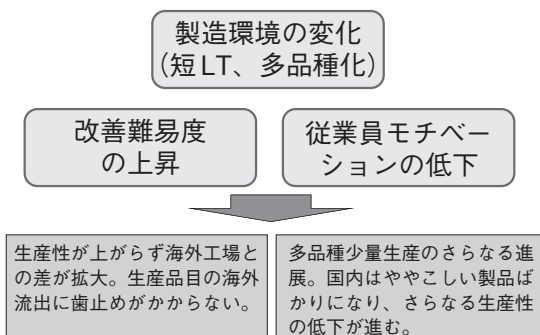 製造環境の変化
(短LT、多品種化)
改善難易度
の上昇
従業員モチベー
ションの低下
生産性が上がらず海外工場と
の差が拡大。生産品目の海外
流出に歯止めがかからない。
多品種少量生産のさらなる進
展。国内はややこしい製品ば
かりになり、さらなる生産性
の低下が進む。